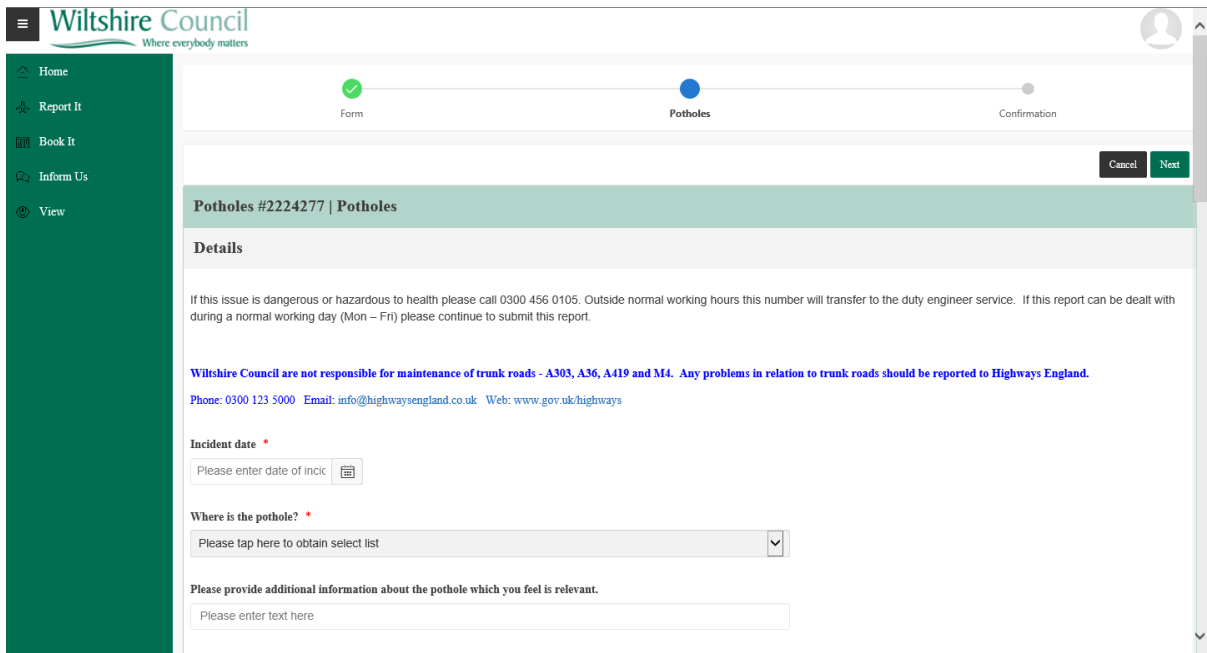 Wiltshire Council
Where everybody matters
Home
Report It
Book It
Inform Us
View
Form
Potholes
Confirmation
Cancel
Next
Potholes #2224277 | Potholes
Details
If this issue is dangerous or hazardous to health please call 0300 456 0105. Outside normal working hours this number will transfer to the duty engineer service.  If this report can be dealt with
during a normal working day (Mon – Fri) please continue to submit this report.
Wiltshire Council are not responsible for maintenance of trunk roads - A303, A36, A419 and M4.  Any problems in relation to trunk roads should be reported to Highways England.
Phone: 0300 123 5000   Email: info@highwaysengland.co.uk   Web: www.gov.uk/highways
Incident date *
Please enter date of incic
Where is the pothole? *
Please tap here to obtain select list
Please provide additional information about the pothole which you feel is relevant.
Please enter text here